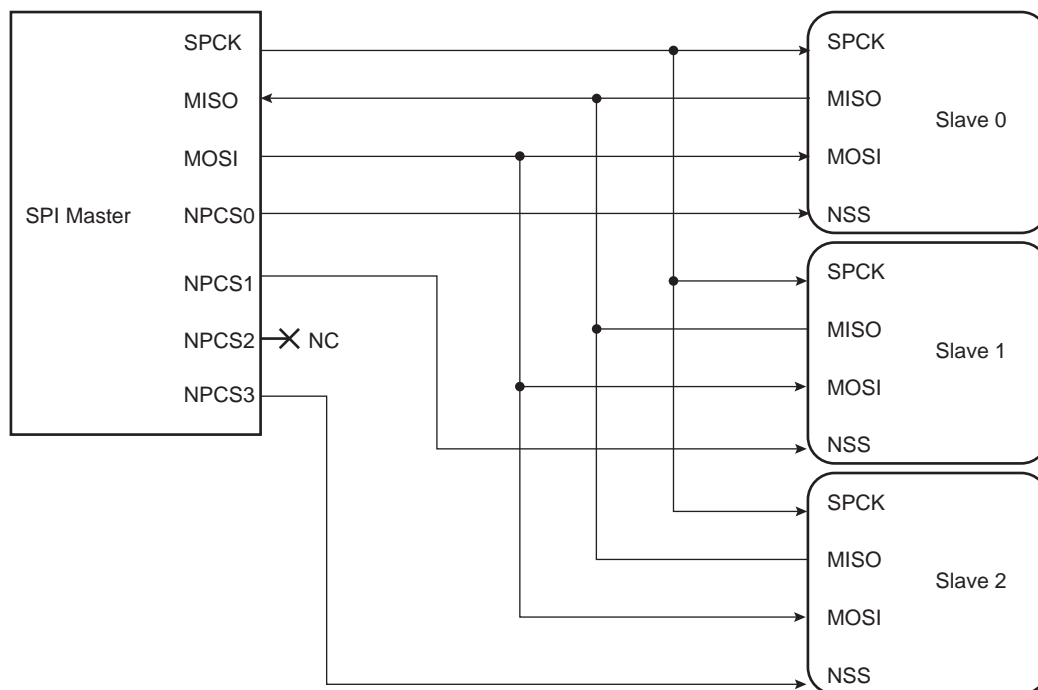 SPI Master
SPCK
MISO
MOSI
NPCS0
NPCS1
NPCS2
NC
NPCS3
SPCK
MISO
Slave 0
MOSI
NSS
SPCK
MISO
Slave 1
MOSI
NSS
SPCK
MISO
Slave 2
MOSI
NSS